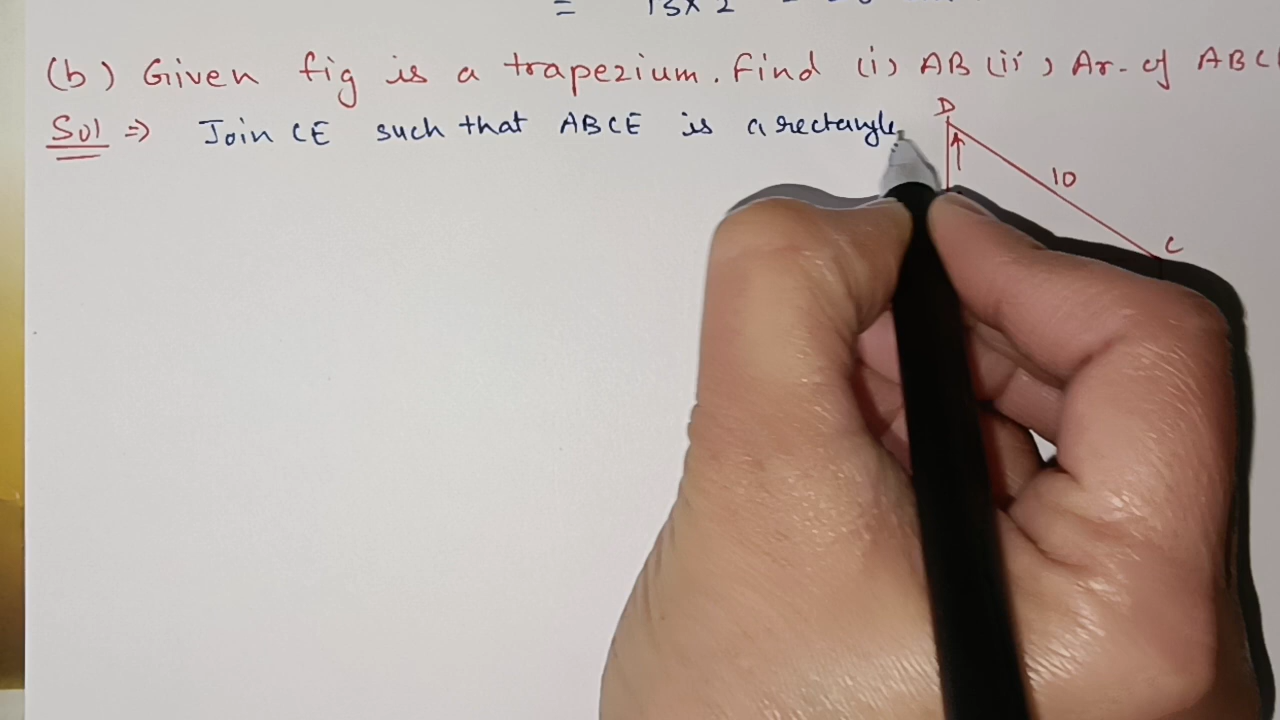 = 15x2
(b) Given fig is a trapezium. Find (i) AB (ii) Ar. of ABC
Sol ⇒ Join CE such that ABCE is a rectangle,
D
10
C